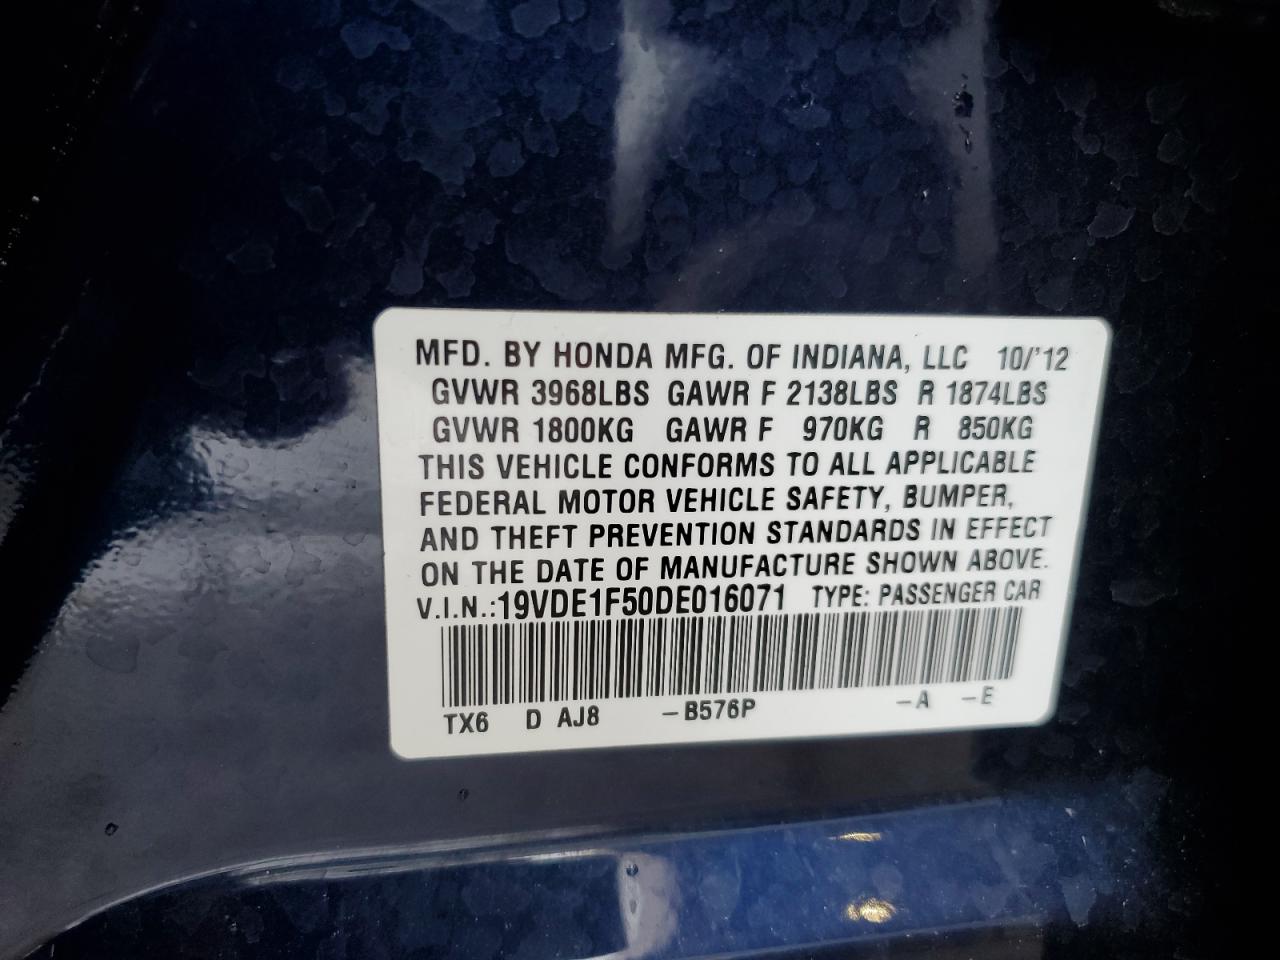 MFD. BY HONDA MFG. OF INDIANA, LLC 10/'12
GVWR 3968LBS GAWR F 2138LBS R 1874LBS
GVWR 1800KG GAWR F 970KG R 850KG
THIS VEHICLE CONFORMS TO ALL APPLICABLE
FEDERAL MOTOR VEHICLE SAFETY, BUMPER,
AND THEFT PREVENTION STANDARDS IN EFFECT
ON THE DATE OF MANUFACTURE SHOWN ABOVE.
V.I.N.:19VDE1F50DE016071 TYPE: PASSENGER CAR
TX6 D AJ8 -B576P -A -E